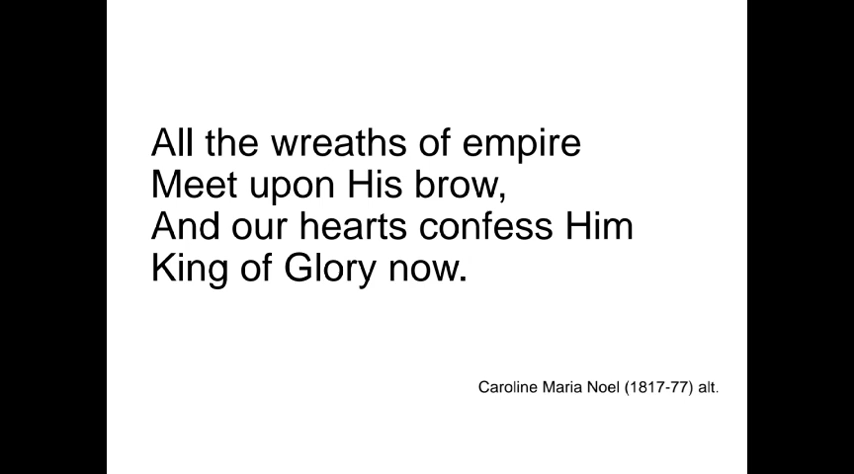 All the wreaths of empire
Meet upon His brow,
And our hearts confess Him
King of Glory now.
Caroline Maria Noel (1817-77) alt.